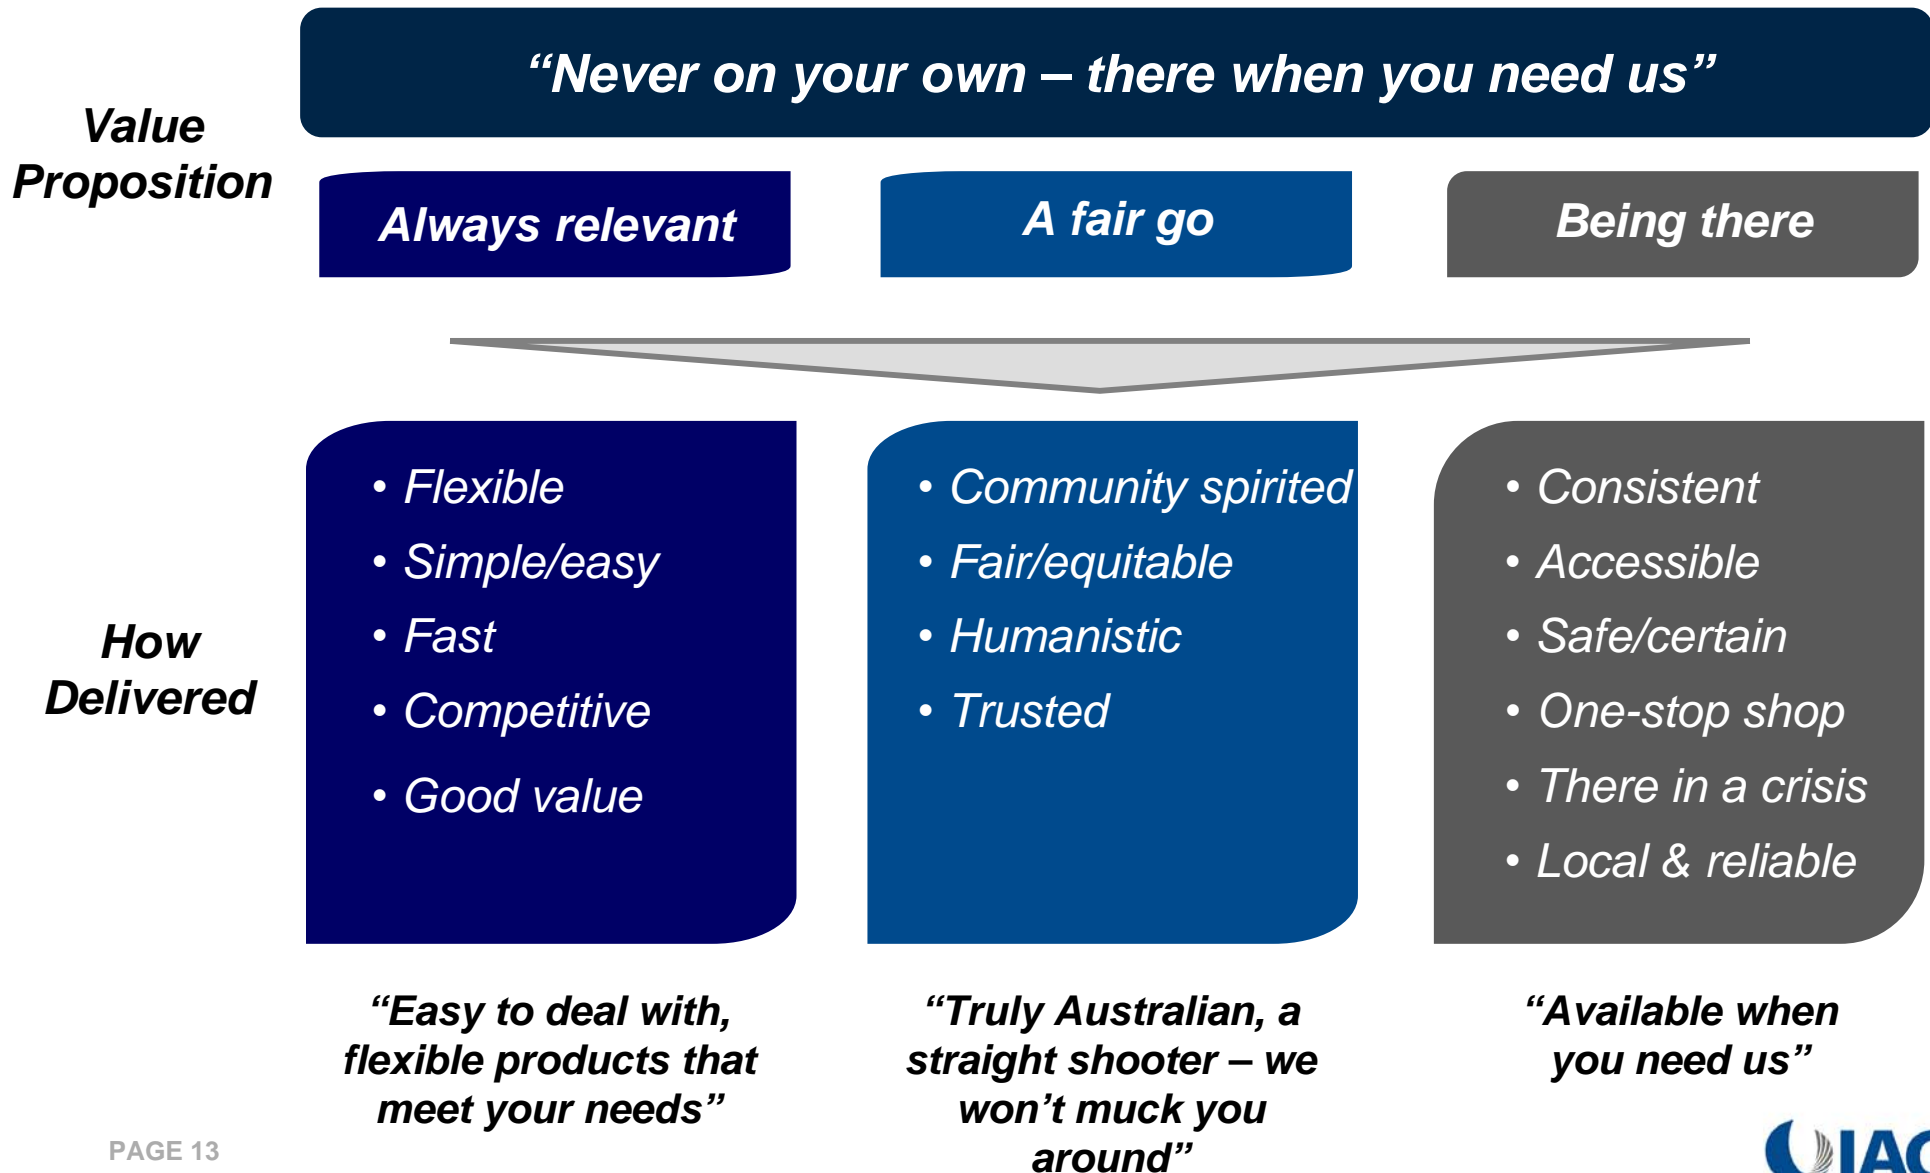 “Never on your own – there when you need us”
Value
Proposition
Always relevant
A fair go
Being there
How
Delivered
• Flexible
• Simple/easy
• Fast
• Competitive
• Good value
• Community spirited
• Fair/equitable
• Humanistic
• Trusted
• Consistent
• Accessible
• Safe/certain
• One-stop shop
• There in a crisis
• Local & reliable
“Easy to deal with,
flexible products that
meet your needs”
“Truly Australian, a
straight shooter – we
won’t muck you
around”
“Available when
you need us”
PAGE 13
IAG